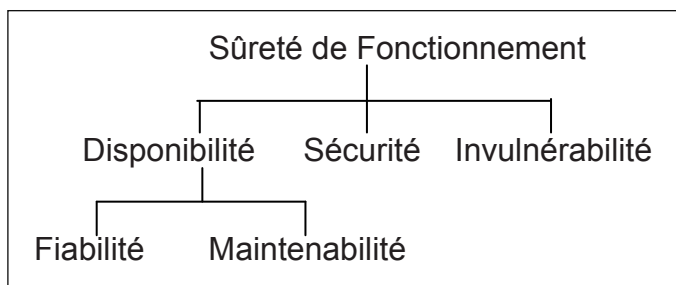 Sûreté de Fonctionnement
Disponibilité Sécurité Invulnérabilité
Fiabilité Maintenabilité